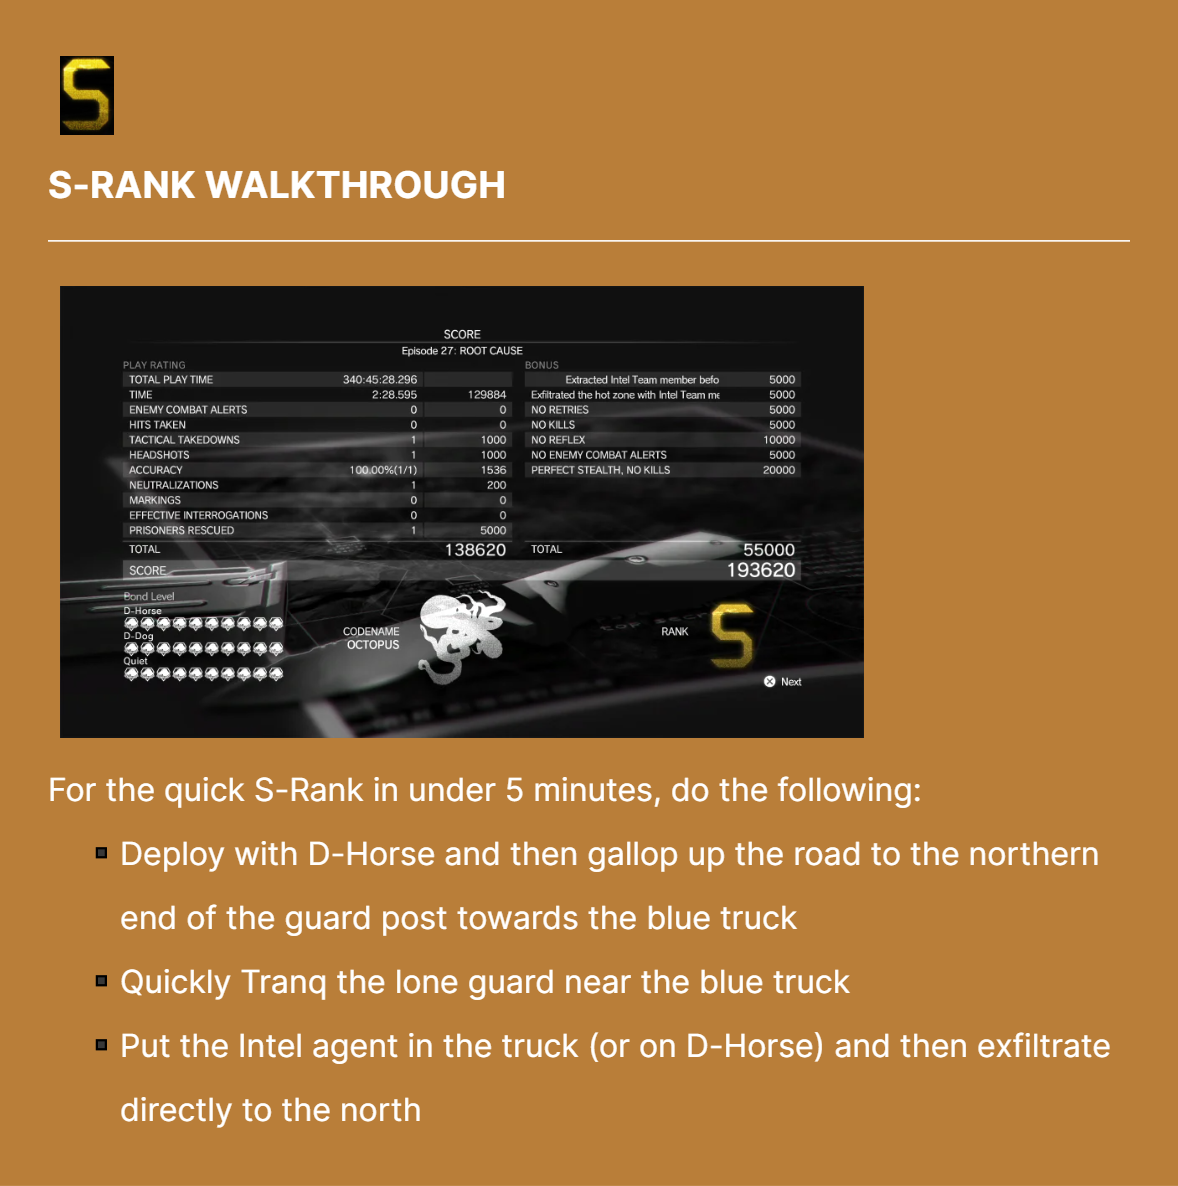 S
S-RANK WALKTHROUGH
SCORE
Episode 27: ROOT CAUSE
PLAY RATING
TOTAL PLAY TIME 340:45:28.296
TIME 2:28.595 129884
ENEMY COMBAT ALERTS 0 0
HITS TAKEN 0 0
TACTICAL TAKEDOWNS 1 1000
HEADSHOTS 1 1000
ACCURACY 100.00%(1/1) 1536
NEUTRALIZATIONS 1 200
MARKINGS 0 0
EFFECTIVE INTERROGATIONS 0 0
PRISONERS RESCUED 1 5000
TOTAL 138620
BONUS
Extracted Intel Team member befo 5000
Exfiltrated the hot zone with Intel Team me 5000
NO RETRIES 5000
NO KILLS 5000
NO REFLEX 10000
NO ENEMY COMBAT ALERTS 5000
PERFECT STEALTH, NO KILLS 20000
TOTAL 55000
SCORE 193620
Bond Level
D-Horse
D-Dog
Quiet
CODENAME
OCTOPUS
RANK S
Next
For the quick S-Rank in under 5 minutes, do the following:
Deploy with D-Horse and then gallop up the road to the northern
end of the guard post towards the blue truck
Quickly Tranq the lone guard near the blue truck
Put the Intel agent in the truck (or on D-Horse) and then exfiltrate
directly to the north